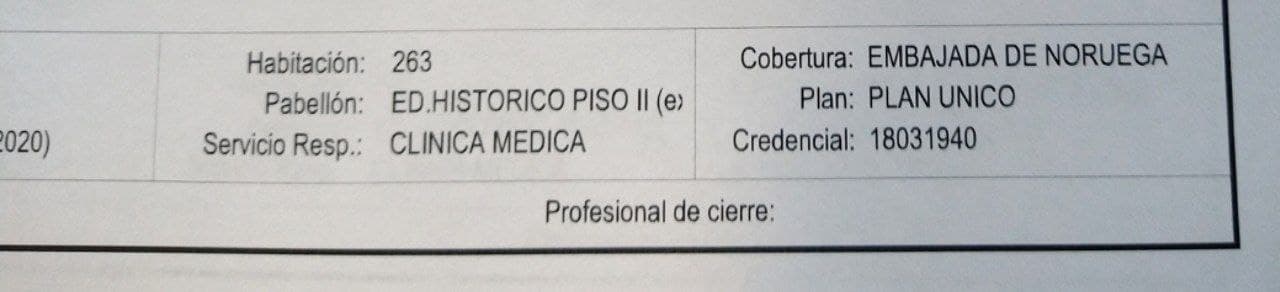 Habitación: 263
Pabellón: ED.HISTORICO PISO II (e
Servicio Resp.: CLINICA MEDICA
2020)
Cobertura: EMBAJADA DE NORUEGA
Plan: PLAN UNICO
Credencial: 18031940
Profesional de cierre: